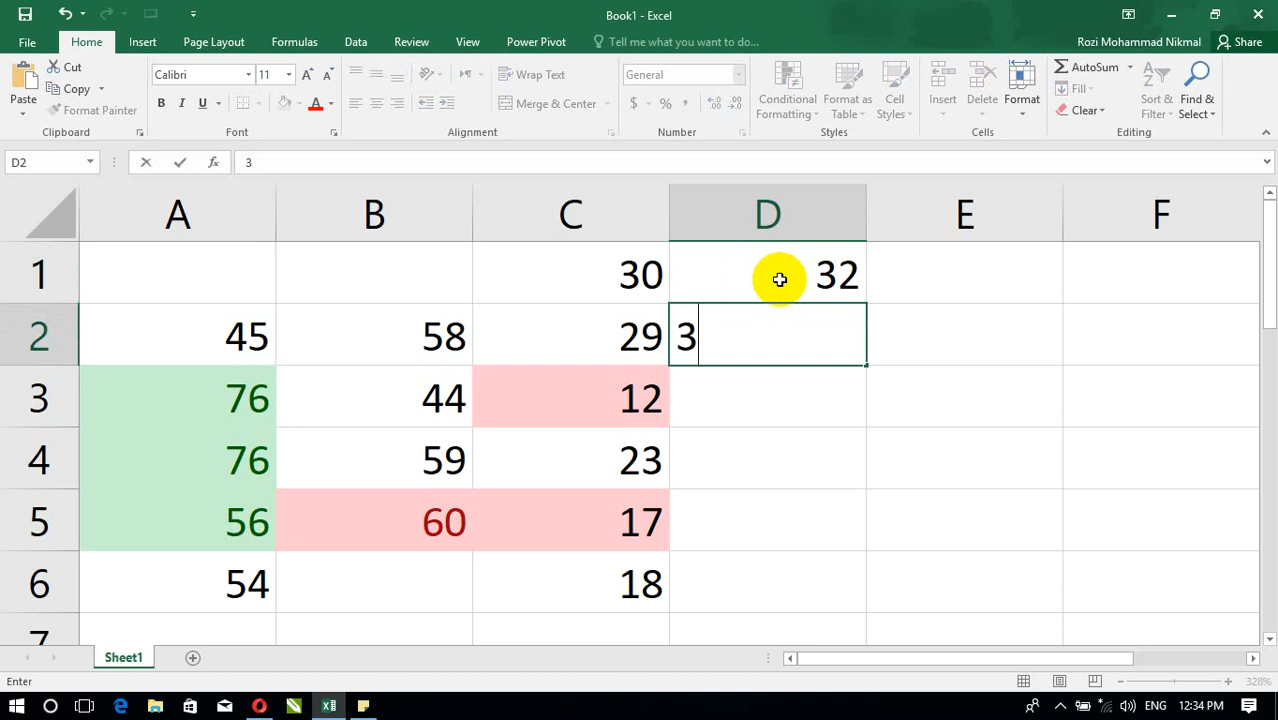 Book1 - Excel
File Home Insert Page Layout Formulas Data Review View Power Pivot Tell me what you want to do... Rozi Mohammad Nikmal Share
Paste Cut Copy Format Painter Clipboard
Calibri 11 B I U A Font
Wrap Text Merge & Center Alignment
General $ % , Number
Conditional Formatting Format as Table Cell Styles Styles
Insert Delete Format Cells
AutoSum Fill Clear Sort & Filter Find & Select Editing
D2 fx 3
A B C D E F
1 30 32
2 45 58 29 3
3 76 44 12
4 76 59 23
5 56 60 17
6 54 18
7
Sheet1
Enter 328%
ENG 12:34 PM